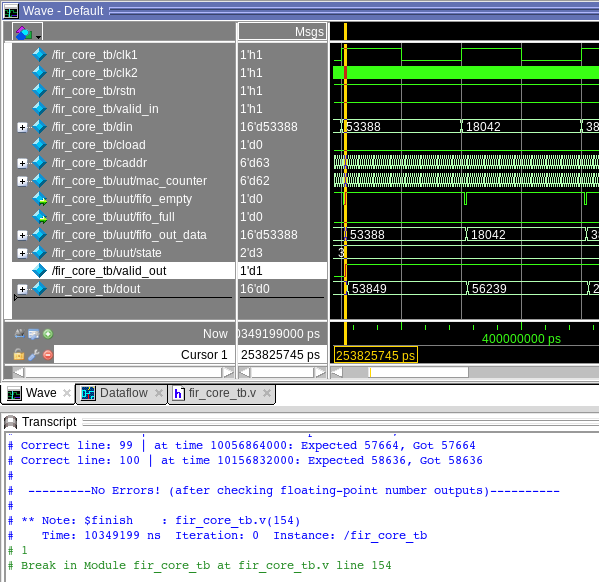 Wave - Default
Msgs
/fir_core_tb/clk1 1'h1
/fir_core_tb/clk2 1'h1
/fir_core_tb/rstn 1'h1
/fir_core_tb/valid_in 1'h1
/fir_core_tb/din 16'd53388 53388 18042
/fir_core_tb/cload 1'd0
/fir_core_tb/caddr 6'd63
/fir_core_tb/uut/mac_counter 6'd62
/fir_core_tb/uut/fifo_empty 1'd0
/fir_core_tb/uut/fifo_full 1'd0
/fir_core_tb/uut/fifo_out_data 16'd53388 53388 18042
/fir_core_tb/uut/state 2'd3 3
/fir_core_tb/valid_out 1'd1
/fir_core_tb/dout 16'd0 53849 56239 2
Now 0349199000 ps 400000000 ps
Cursor 1 253825745 ps 253825745 ps
Wave Dataflow h fir_core_tb.v
Transcript
# Correct line: 99 | at time 10056864000: Expected 57664, Got 57664
# Correct line: 100 | at time 10156832000: Expected 58636, Got 58636
#
# ---------No Errors! (after checking floating-point number outputs)----------
#
# ** Note: $finish : fir_core_tb.v(154)
# Time: 10349199 ns Iteration: 0 Instance: /fir_core_tb
# 1
# Break in Module fir_core_tb at fir_core_tb.v line 154